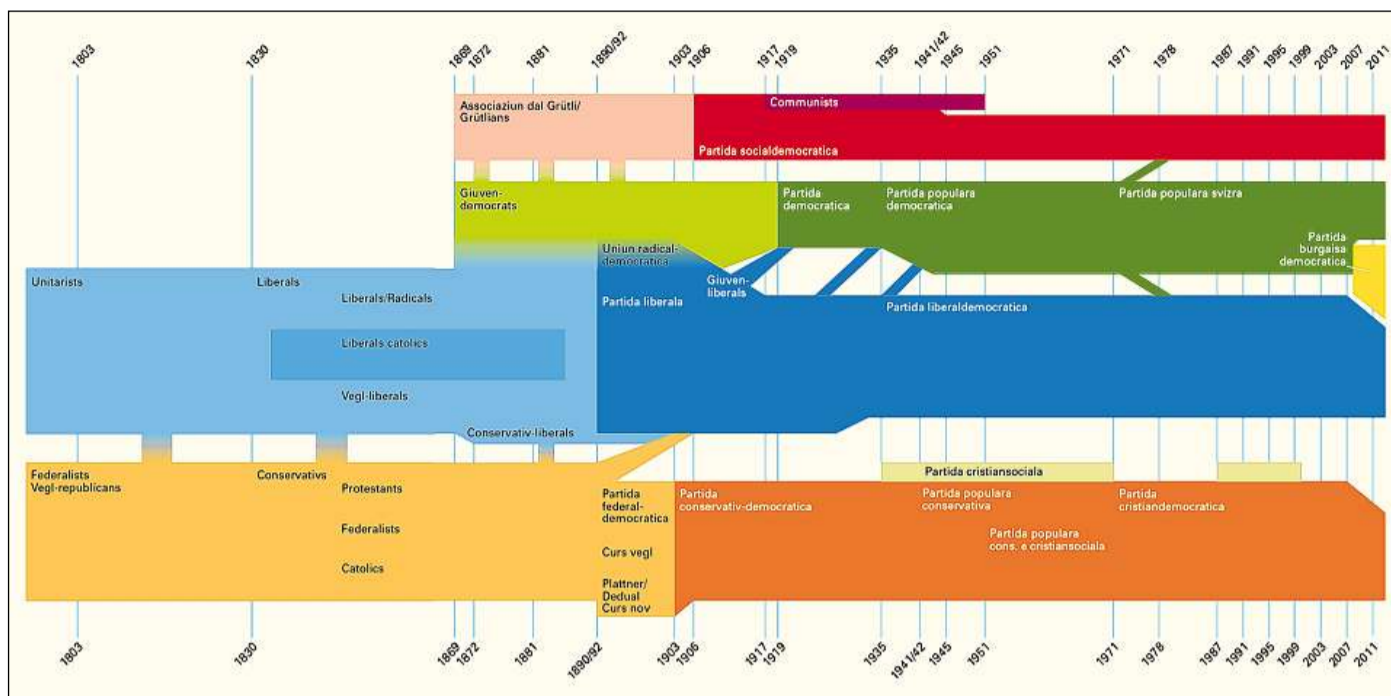 1803
1830
1869
1872
1881
1890/92
1903
1906
1917
1919
1935
1941/42
1945
1951
1971
1978
1987
1991
1995
1999
2003
2007
2011
Associaziun dal Grütli/
Grütlians
Communists
Partida socialdemocratica
Giuven-
democrats
Partida
democratica
Partida populara
democratica
Partida populara svizra
Partida
burgaisa
democratica
Uniun radical-
democratica
Giuven-
liberals
Unitarists
Liberals
Liberals/Radicals
Liberals catolics
Vegl-liberals
Conservativ-liberals
Partida liberala
Partida liberaldemocratica
Federalists
Vegl-republicans
Conservativs
Protestants
Federalists
Catolics
Partida
federal-
democratica
Curs vegl
Plattner/
Dedual
Curs nov
Partida
conservativ-democratica
Partida cristiansociala
Partida populara
conservativa
Partida populara
cons. e cristiansociala
Partida
cristiandemocratica
1803
1830
1869
1872
1881
1890/92
1903
1906
1917
1919
1935
1941/42
1945
1951
1971
1978
1987
1991
1995
1999
2003
2007
2011